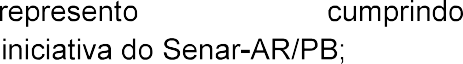 represento cumprindo
iniciativa do Senar-AR/PB;